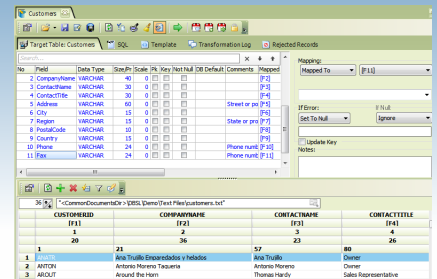 Customers
Target Table: Customers SQL Template Transformation Log Rejected Records
Search...
No Field Data Type Size/Pr Scale Pk Key Not Null DB Default Comments Mapped
2 CompanyName VARCHAR 40 0 [F2]
3 ContactName VARCHAR 30 0 [F3]
4 ContactTitle VARCHAR 30 0 [F4]
5 Address VARCHAR 60 0 Street or po [F5]
6 City VARCHAR 15 0 [F6]
7 Region VARCHAR 15 0 State or pro [F7]
8 PostalCode VARCHAR 10 0 [F8]
9 Country VARCHAR 15 0 [F9]
10 Phone VARCHAR 24 0 Phone numb [F10]
11 Fax VARCHAR 24 0 Phone numb [F11]
Mapping:
Mapped To [F11]
If Error: If Null
Set To Null Ignore
Update Key
Notes:
36 "<CommonDocumentsDir>\DBSL\Demo\Text Files\customers.txt"
CUSTOMERID COMPANYNAME CONTACTNAME CONTACTTITLE
[F1] [F2] [F3] [F4]
1 2 3 4
20 36 23 26
1 21 57 80
1 ANATR Ana Trujillo Emparedados y helados Ana Trujillo Owner
2 ANTON Antonio Moreno Taqueria Antonio Moreno Owner
3 AROUT Around the Horn Thomas Hardy Sales Representative